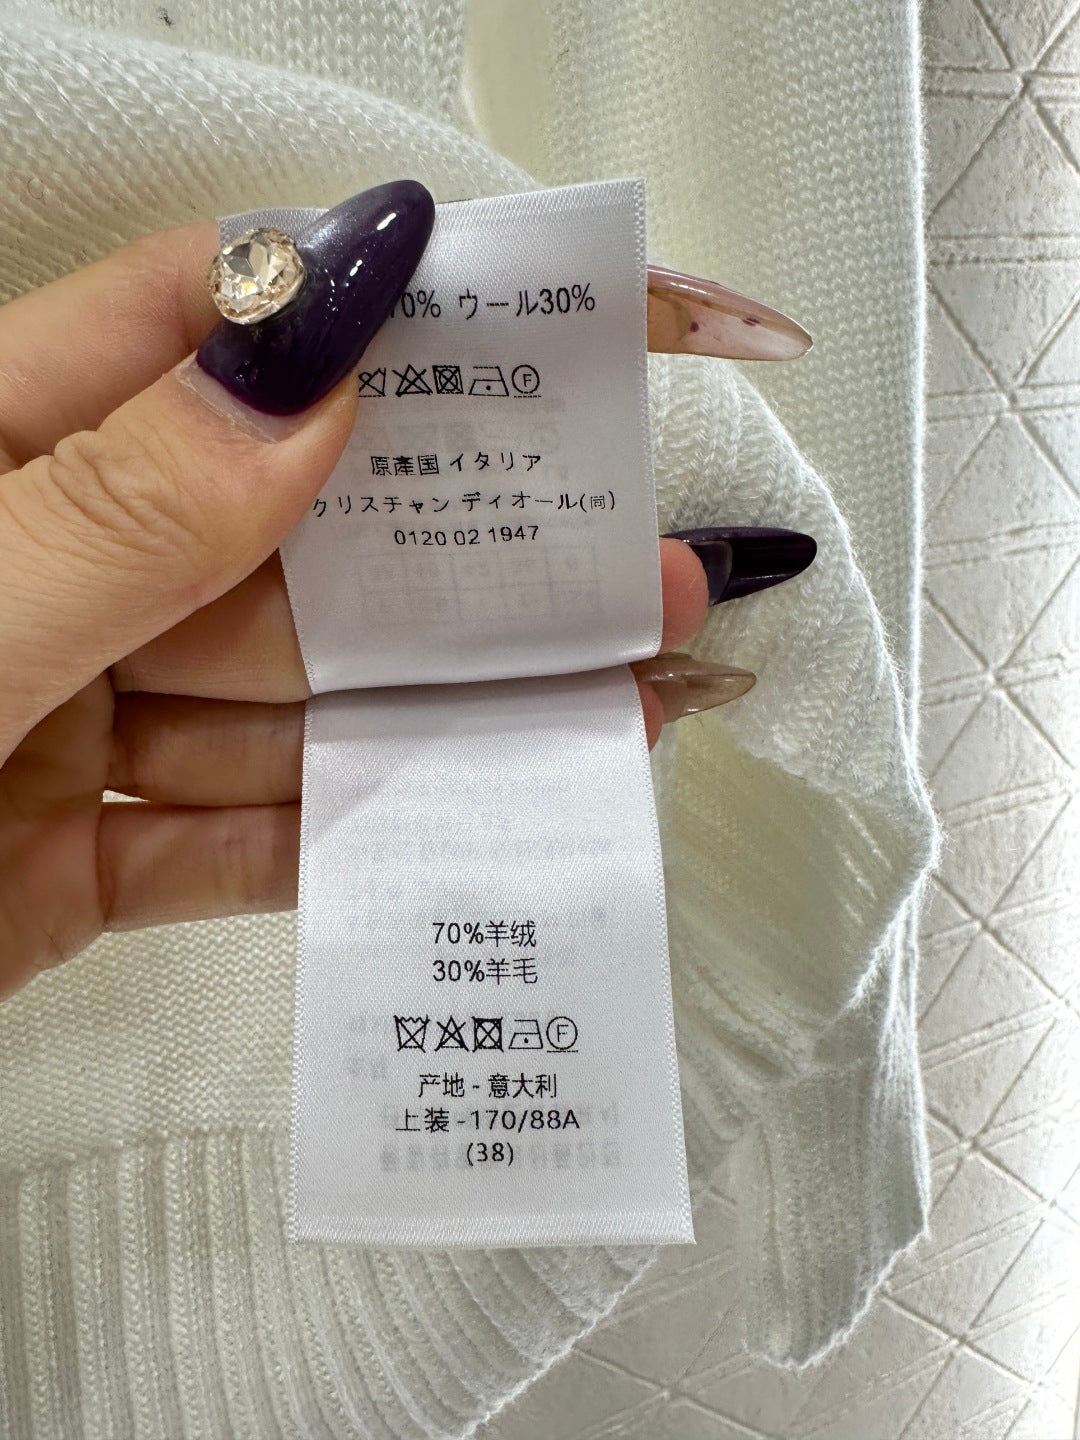 0% ウール30%
F
原産国 イタリア
クリスチャン ディオール(同)
0120 02 1947
70%羊绒
30%羊毛
F
产地 - 意大利
上装 -170/88A
(38)